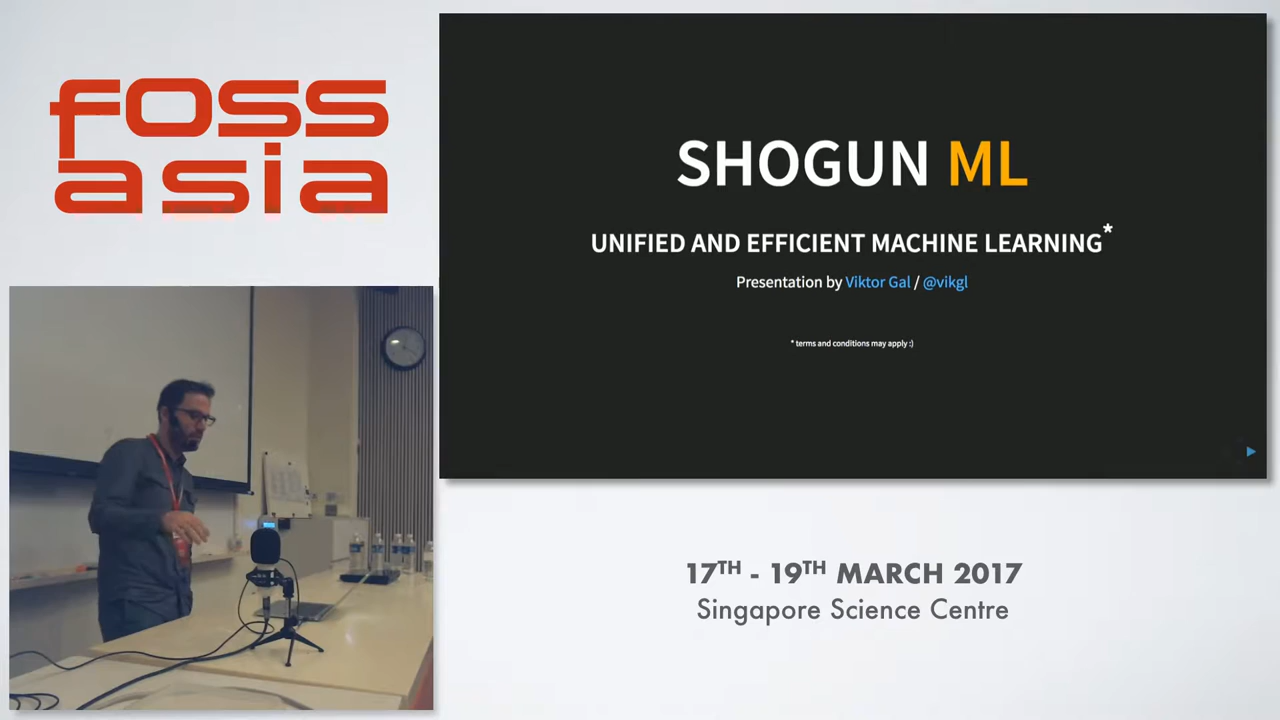 foss
asia
SHOGUN ML
UNIFIED AND EFFICIENT MACHINE LEARNING*
Presentation by Viktor Gal / @vikgl
* terms and conditions may apply :)
17TH - 19TH MARCH 2017
Singapore Science Centre